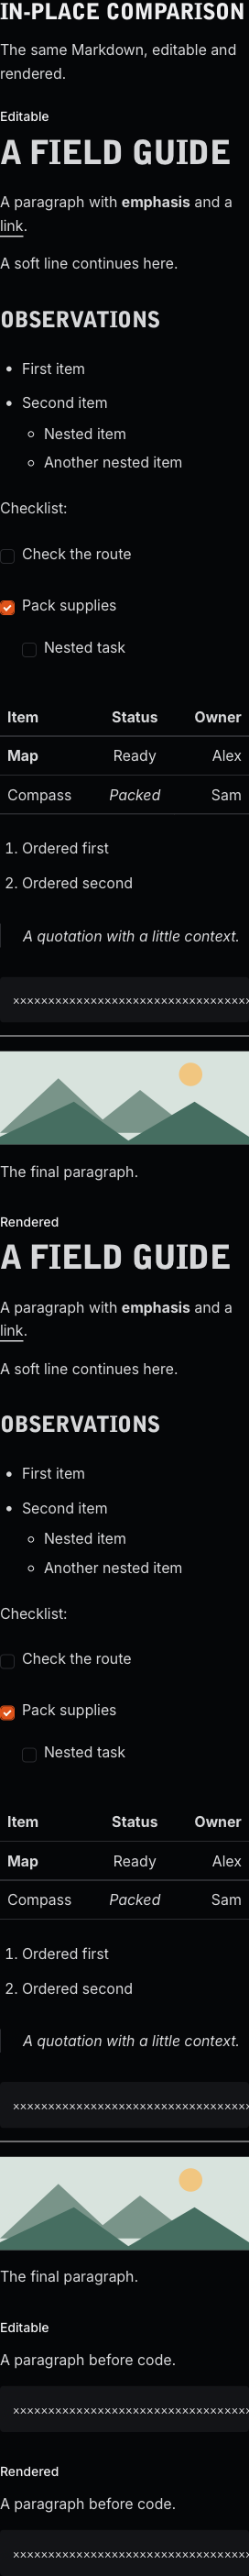 IN-PLACE COMPARISON
The same Markdown, editable and
rendered.
Editable
A FIELD GUIDE
A paragraph with emphasis and a
link.
A soft line continues here.
OBSERVATIONS
• First item
• Second item
◦ Nested item
◦ Another nested item
Checklist:
Check the route
Pack supplies
Nested task
Item Status Owner
Map Ready Alex
Compass Packed Sam
1. Ordered first
2. Ordered second
A quotation with a little context.
xxxxxxxxxxxxxxxxxxxxxxxxxxxxxxxxxx
The final paragraph.
Rendered
A FIELD GUIDE
A paragraph with emphasis and a
link.
A soft line continues here.
OBSERVATIONS
• First item
• Second item
◦ Nested item
◦ Another nested item
Checklist:
Check the route
Pack supplies
Nested task
Item Status Owner
Map Ready Alex
Compass Packed Sam
1. Ordered first
2. Ordered second
A quotation with a little context.
xxxxxxxxxxxxxxxxxxxxxxxxxxxxxxxxxx
The final paragraph.
Editable
A paragraph before code.
xxxxxxxxxxxxxxxxxxxxxxxxxxxxxxxxxx
Rendered
A paragraph before code.
xxxxxxxxxxxxxxxxxxxxxxxxxxxxxxxxxx